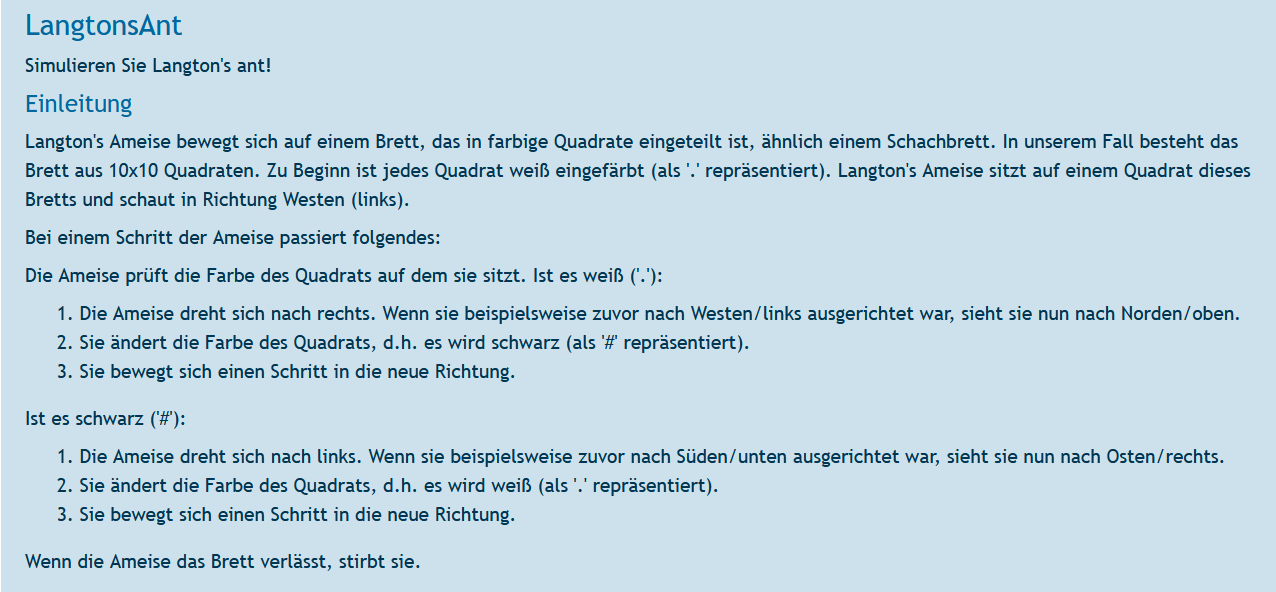 LangtonsAnt
Simulieren Sie Langton's ant!
Einleitung
Langton's Ameise bewegt sich auf einem Brett, das in farbige Quadrate eingeteilt ist, ähnlich einem Schachbrett. In unserem Fall besteht das
Brett aus 10x10 Quadraten. Zu Beginn ist jedes Quadrat weiß eingefärbt (als '.' repräsentiert). Langton's Ameise sitzt auf einem Quadrat dieses
Bretts und schaut in Richtung Westen (links).
Bei einem Schritt der Ameise passiert folgendes:
Die Ameise prüft die Farbe des Quadrats auf dem sie sitzt. Ist es weiß ('.'):
1. Die Ameise dreht sich nach rechts. Wenn sie beispielsweise zuvor nach Westen/links ausgerichtet war, sieht sie nun nach Norden/oben.
2. Sie ändert die Farbe des Quadrats, d.h. es wird schwarz (als '#' repräsentiert).
3. Sie bewegt sich einen Schritt in die neue Richtung.
Ist es schwarz ('#'):
1. Die Ameise dreht sich nach links. Wenn sie beispielsweise zuvor nach Süden/unten ausgerichtet war, sieht sie nun nach Osten/rechts.
2. Sie ändert die Farbe des Quadrats, d.h. es wird weiß (als '.' repräsentiert).
3. Sie bewegt sich einen Schritt in die neue Richtung.
Wenn die Ameise das Brett verlässt, stirbt sie.